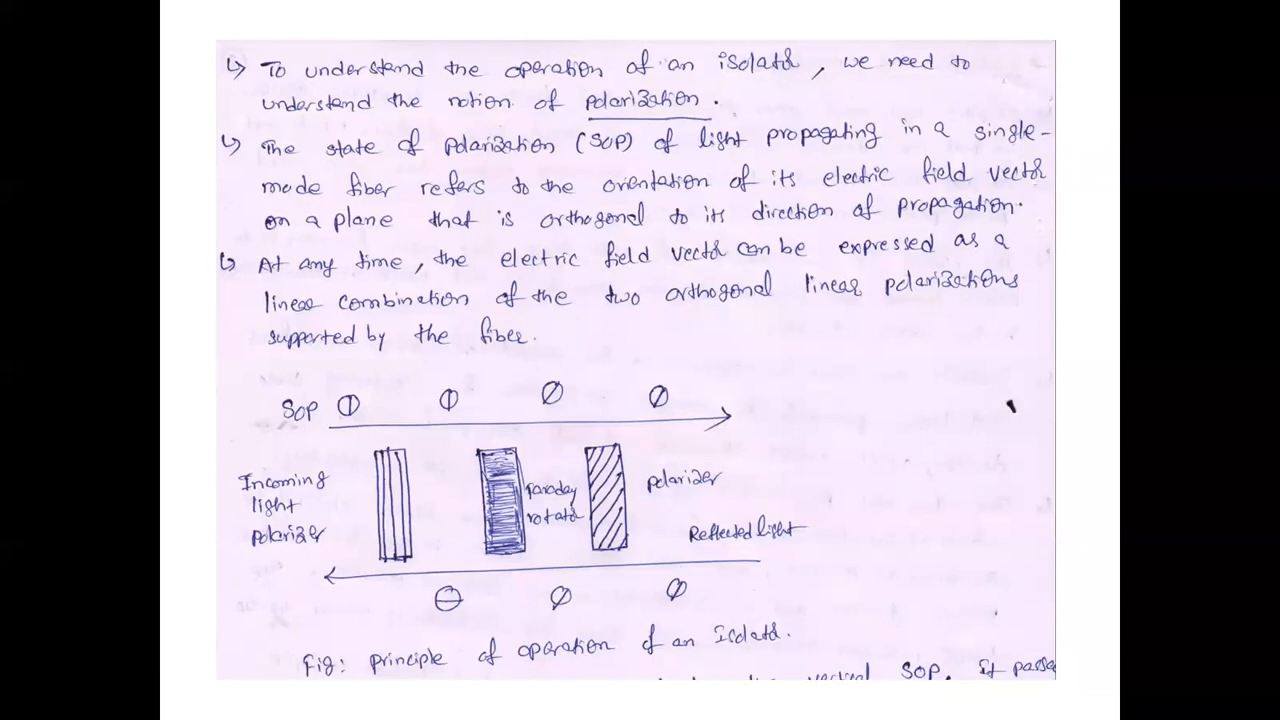 ↳ To understand the operation of an isolator, we need to
understand the notion of polarization.
↳ The state of polarization (SOP) of light propagating in a single-
mode fiber refers to the orientation of its electric field vector
on a plane that is orthogonal to its direction of propagation.
↳ At any time, the electric field vector can be expressed as a
linear combination of the two orthogonal linear polarizations
supported by the fiber.
SOP
Incoming
light
polarizer
Faraday
rotator
polarizer
Reflected light
Fig: principle of operation of an Isolator.
vertical SOP. It passe